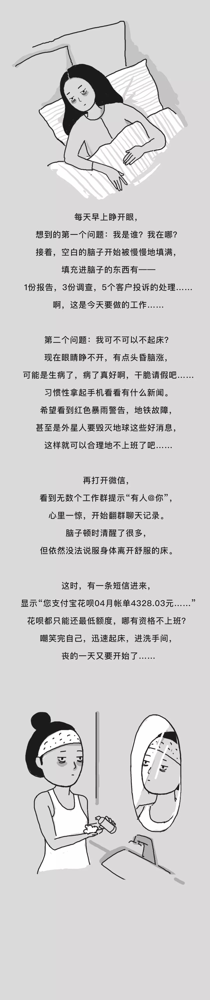 每天早上睁开眼，
想到的第一个问题：我是谁？我在哪？
接着，空白的脑子开始被慢慢地填满，
填充进脑子的东西有——
1份报告，3份调查，5个客户投诉的处理……
啊，这是今天要做的工作……
第二个问题：我可不可以不起床？
现在眼睛睁不开，有点头昏脑涨，
可能是生病了，病了真好啊，干脆请假吧……
习惯性拿起手机看看有什么新闻。
希望看到红色暴雨警告，地铁故障，
甚至是外星人要毁灭地球这些好消息，
这样就可以合理地不上班了吧……
再打开微信，
看到无数个工作群提示“有人@你”，
心里一惊，开始翻群聊天记录。
脑子顿时清醒了很多，
但依然没法说服身体离开舒服的床。
这时，有一条短信进来，
显示“您支付宝花呗04月帐单4328.03元……”
花呗都只能还最低额度，哪有资格不上班？
嘲笑完自己，迅速起床，进洗手间，
丧的一天又要开始了……